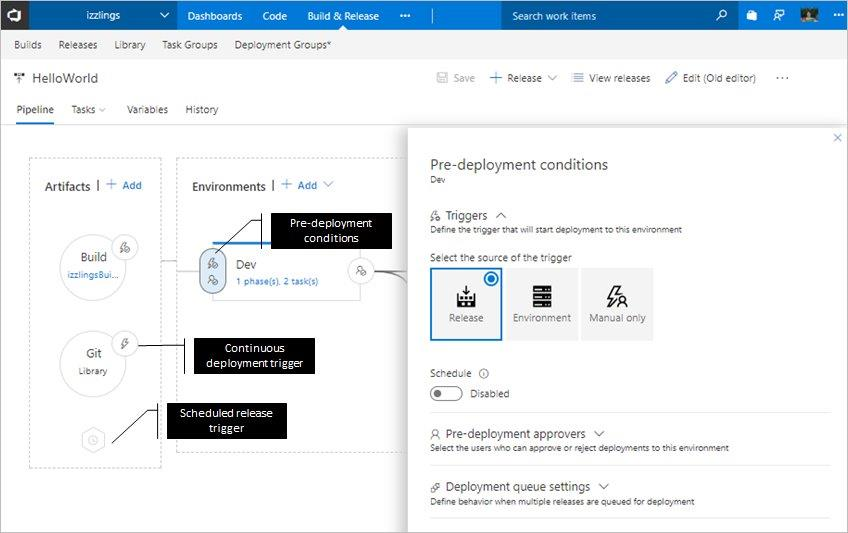 izzlings
Dashboards
Code
Build & Release
Search work items
Builds
Releases
Library
Task Groups
Deployment Groups*
HelloWorld
Save
Release
View releases
Edit (Old editor)
Pipeline
Tasks
Variables
History
Artifacts
Add
Environments
Add
Pre-deployment
conditions
Build
izzlingsBui...
Dev
1 phase(s), 2 task(s)
Git
Library
Continuous
deployment trigger
Scheduled release
trigger
Pre-deployment conditions
Dev
Triggers
Define the trigger that will start deployment to this environment
Select the source of the trigger
Release
Environment
Manual only
Schedule
Disabled
Pre-deployment approvers
Select the users who can approve or reject deployments to this environment
Deployment queue settings
Define behavior when multiple releases are queued for deployment